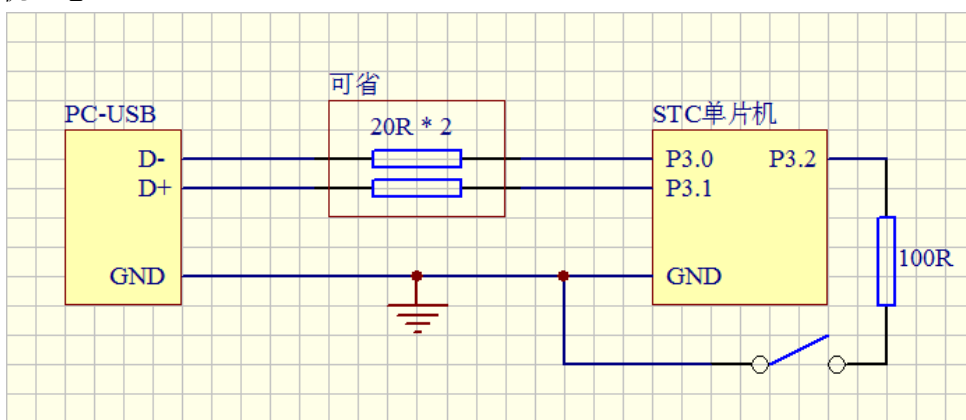 可省
PC-USB
20R * 2
STC单片机
D-
P3.0
P3.2
D+
P3.1
GND
GND
100R